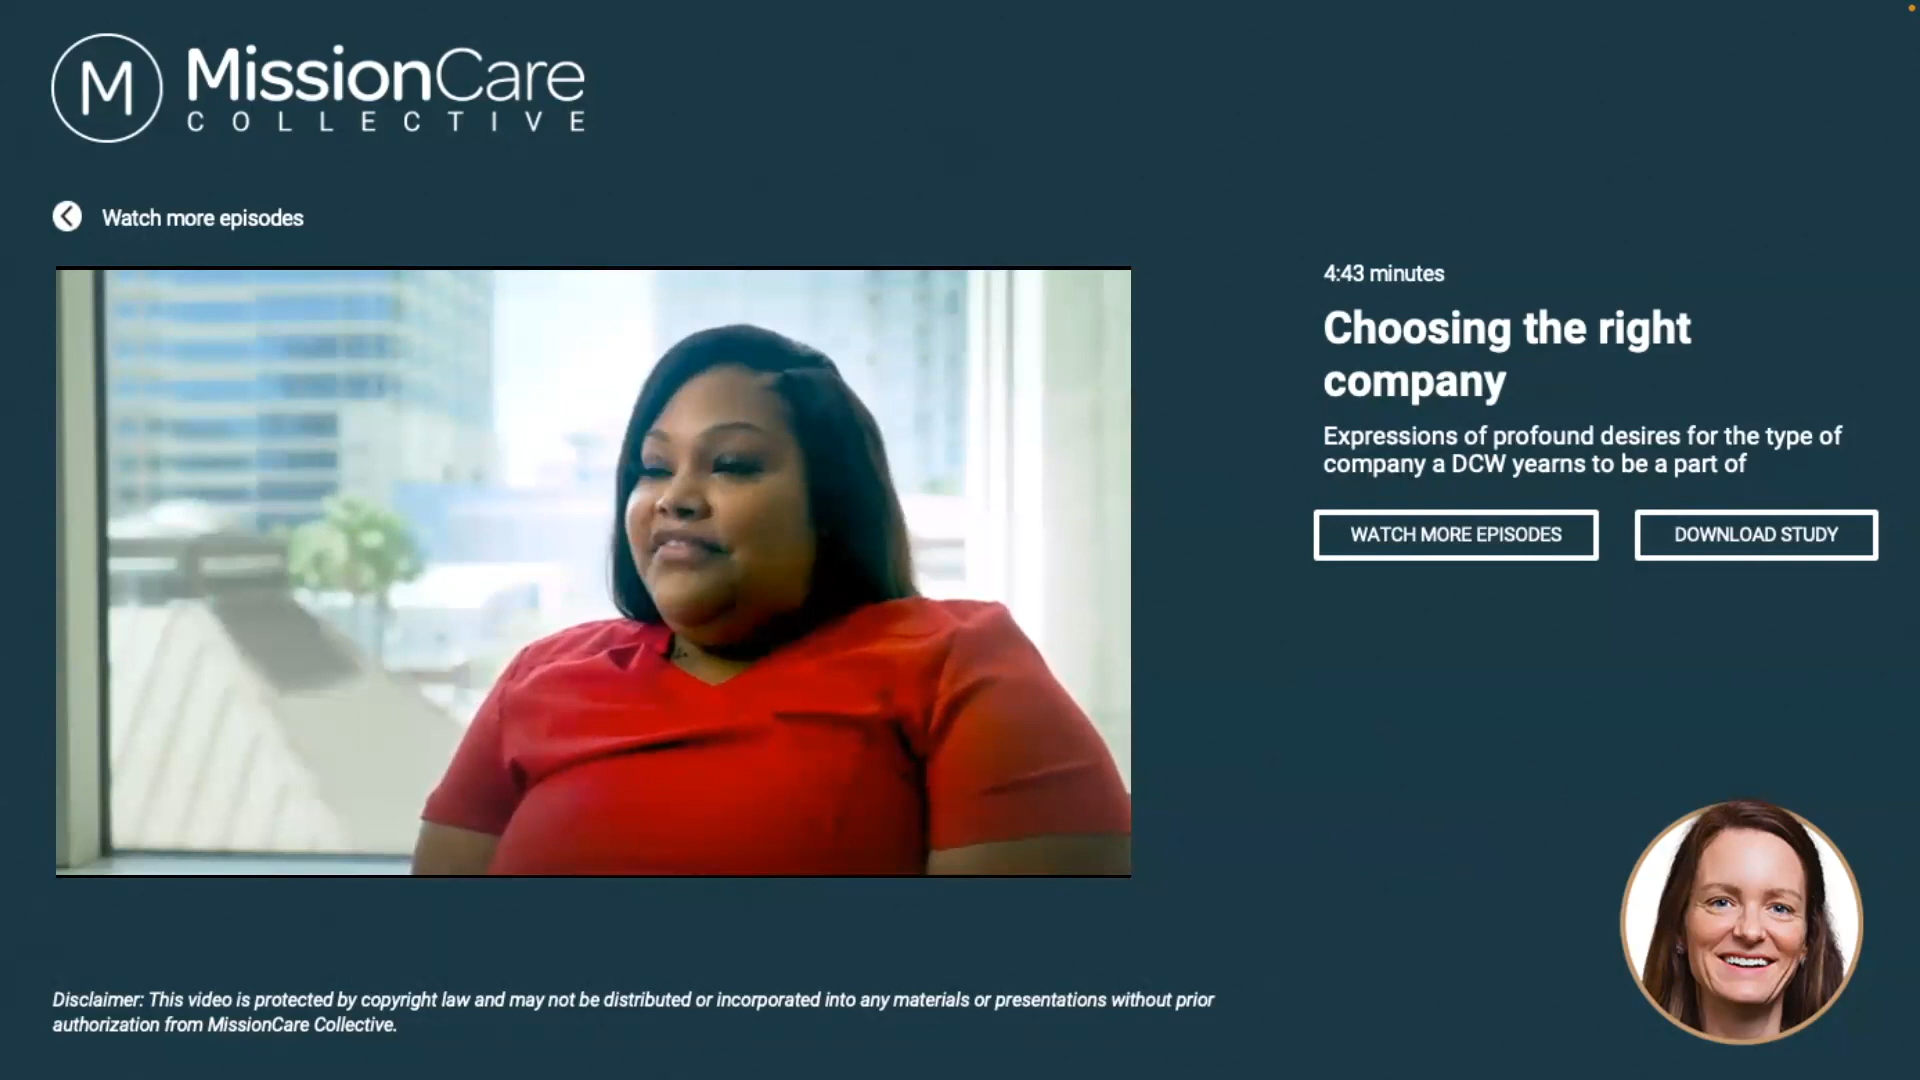 M
MissionCare
COLLECTIVE
Watch more episodes
4:43 minutes
Choosing the right
company
Expressions of profound desires for the type of
company a DCW yearns to be a part of
WATCH MORE EPISODES
DOWNLOAD STUDY
Disclaimer: This video is protected by copyright law and may not be distributed or incorporated into any materials or presentations without prior
authorization from MissionCare Collective.